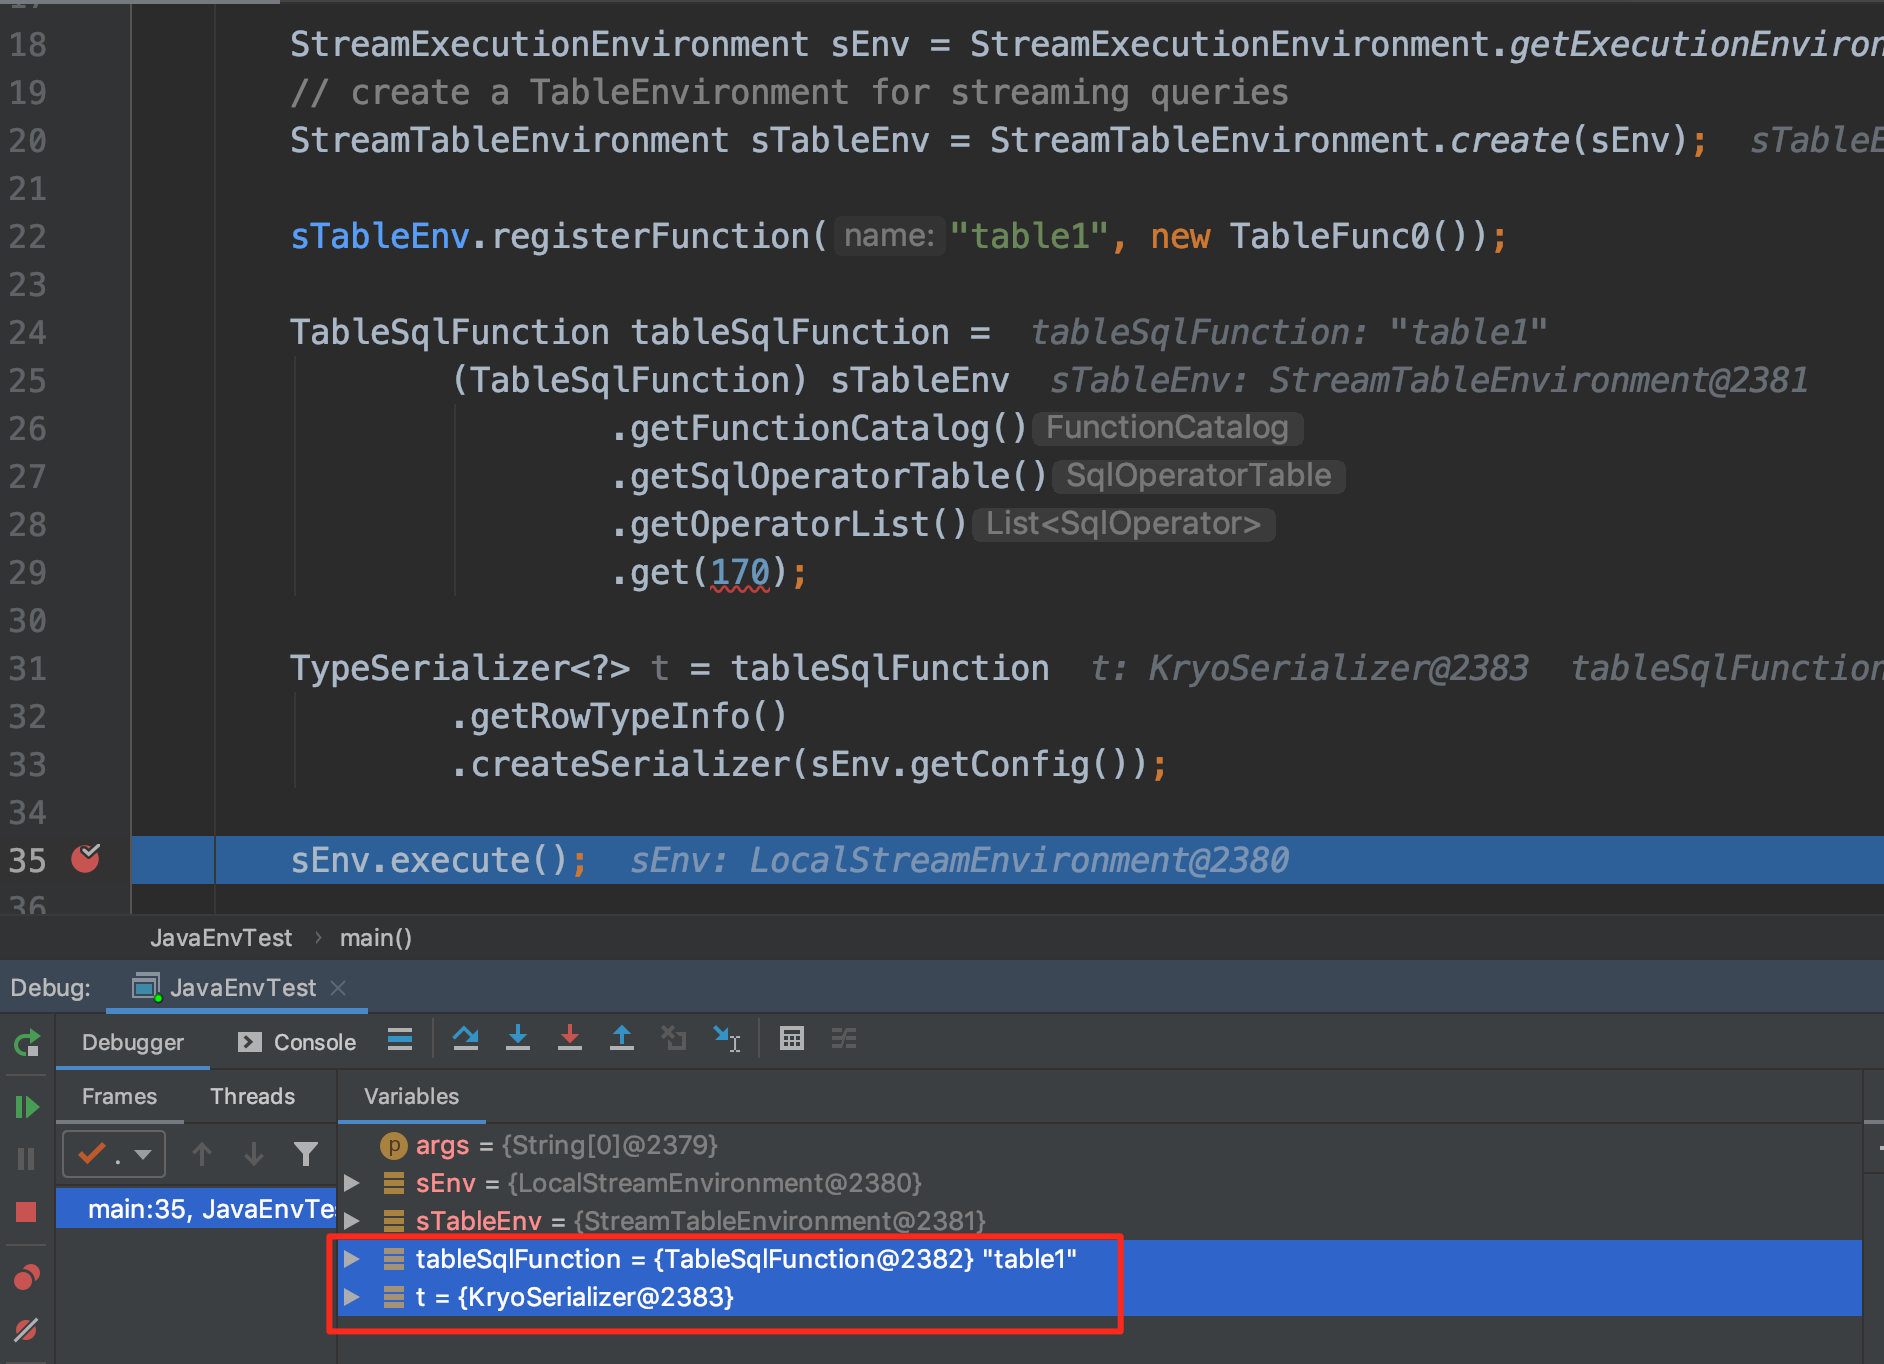 18 StreamExecutionEnvironment sEnv = StreamExecutionEnvironment.getExecutionEnviron
19 // create a TableEnvironment for streaming queries
20 StreamTableEnvironment sTableEnv = StreamTableEnvironment.create(sEnv); sTableE
21
22 sTableEnv.registerFunction( name: "table1", new TableFunc0());
23
24 TableSqlFunction tableSqlFunction = tableSqlFunction: "table1"
25 (TableSqlFunction) sTableEnv sTableEnv: StreamTableEnvironment@2381
26 .getFunctionCatalog() FunctionCatalog
27 .getSqlOperatorTable() SqlOperatorTable
28 .getOperatorList() List<SqlOperator>
29 .get(170);
30
31 TypeSerializer<?> t = tableSqlFunction t: KryoSerializer@2383 tableSqlFunction
32 .getRowTypeInfo()
33 .createSerializer(sEnv.getConfig());
34
35 sEnv.execute(); sEnv: LocalStreamEnvironment@2380
36
JavaEnvTest › main()
Debug: JavaEnvTest ×
Debugger Console
Frames Threads Variables
args = {String[0]@2379}
sEnv = {LocalStreamEnvironment@2380}
main:35, JavaEnvTes
sTableEnv = {StreamTableEnvironment@2381}
tableSqlFunction = {TableSqlFunction@2382} "table1"
t = {KryoSerializer@2383}